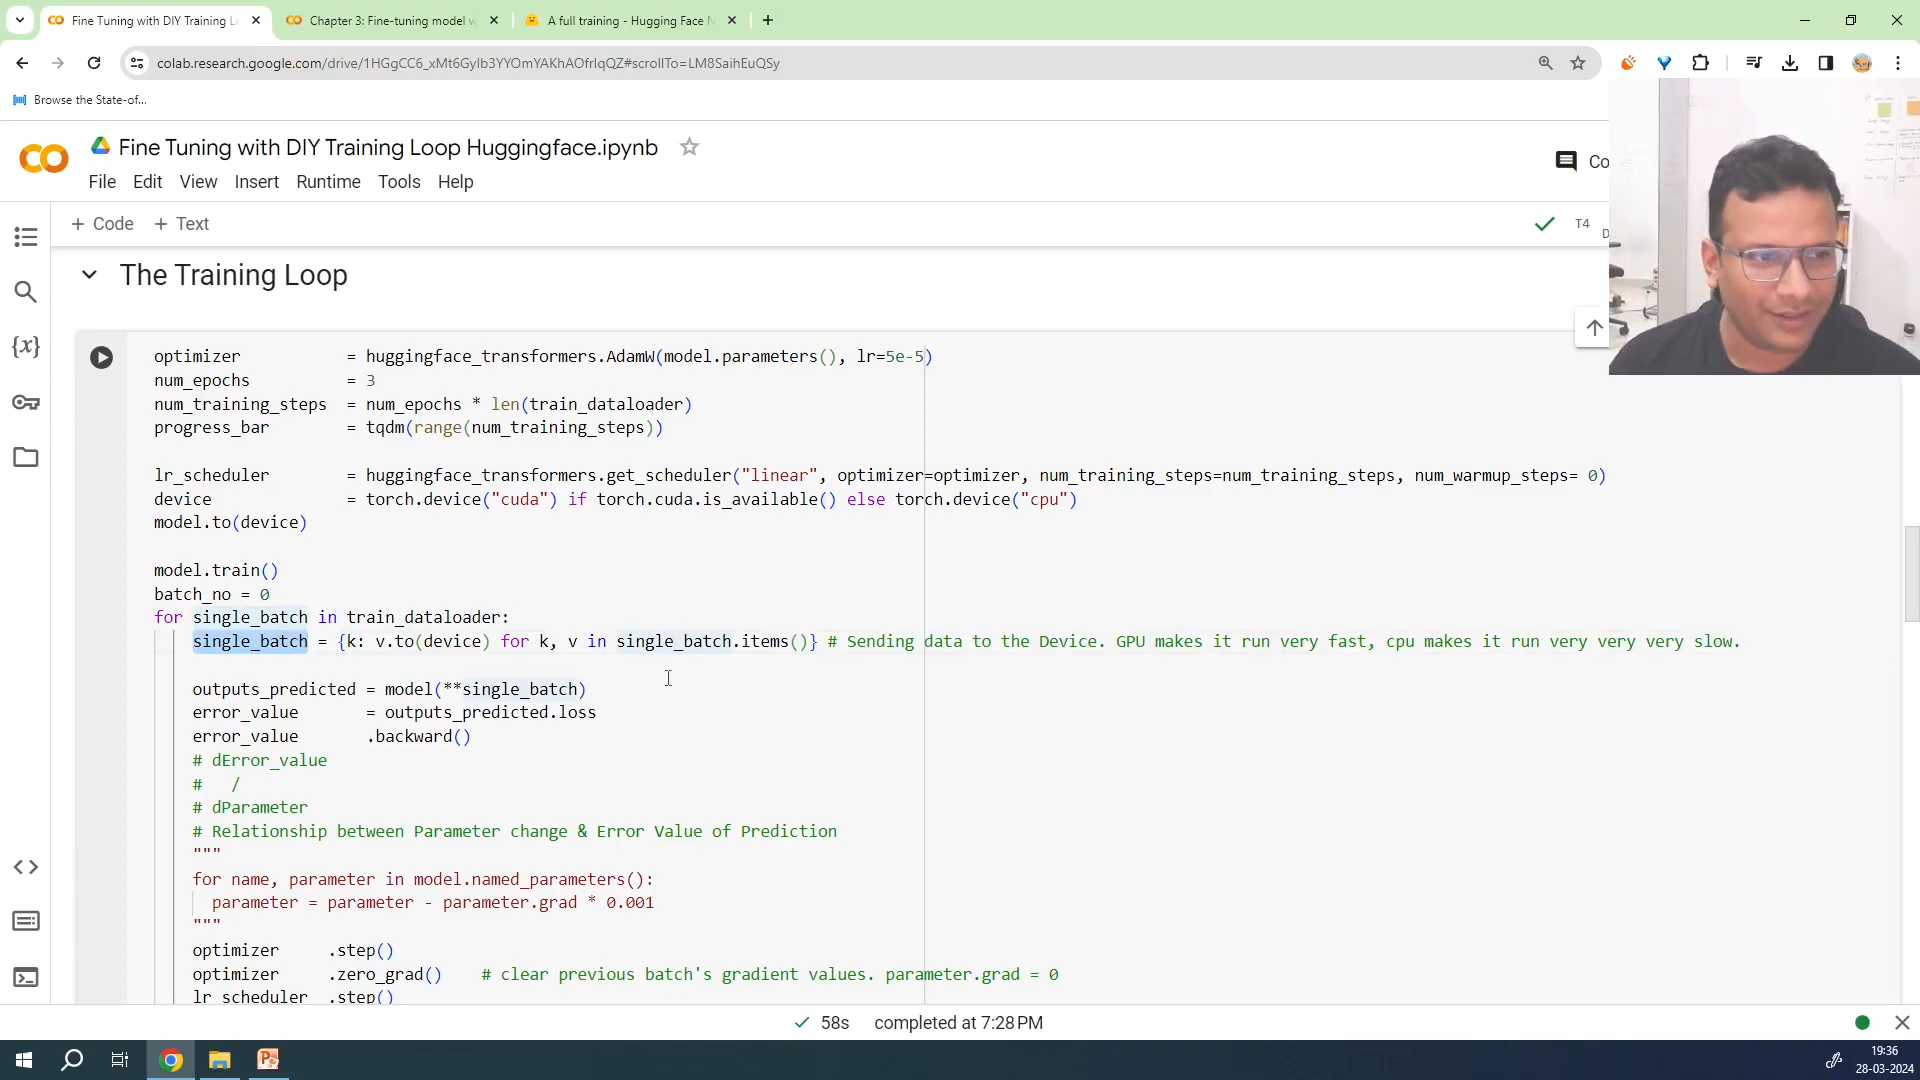 Fine Tuning with DIY Training L
Chapter 3: Fine-tuning model w
A full training - Hugging Face N
colab.research.google.com/drive/1HGgCC6_xMt6GyIb3YYOmYAKhAOfrIqQZ#scrollTo=LM8SaihEuQSy
Browse the State-of...
CO
Fine Tuning with DIY Training Loop Huggingface.ipynb
Co
File Edit View Insert Runtime Tools Help
+ Code + Text
T4
D
The Training Loop
optimizer = huggingface_transformers.AdamW(model.parameters(), lr=5e-5)
num_epochs = 3
num_training_steps = num_epochs * len(train_dataloader)
progress_bar = tqdm(range(num_training_steps))
lr_scheduler = huggingface_transformers.get_scheduler("linear", optimizer=optimizer, num_training_steps=num_training_steps, num_warmup_steps= 0)
device = torch.device("cuda") if torch.cuda.is_available() else torch.device("cpu")
model.to(device)
model.train()
batch_no = 0
for single_batch in train_dataloader:
single_batch = {k: v.to(device) for k, v in single_batch.items()} # Sending data to the Device. GPU makes it run very fast, cpu makes it run very very very slow.
outputs_predicted = model(**single_batch)
error_value = outputs_predicted.loss
error_value .backward()
# dError_value
# /
# dParameter
# Relationship between Parameter change & Error Value of Prediction
"""
for name, parameter in model.named_parameters():
parameter = parameter - parameter.grad * 0.001
"""
optimizer .step()
optimizer .zero_grad() # clear previous batch's gradient values. parameter.grad = 0
lr_scheduler .step()
58s completed at 7:28 PM
19:36
28-03-2024